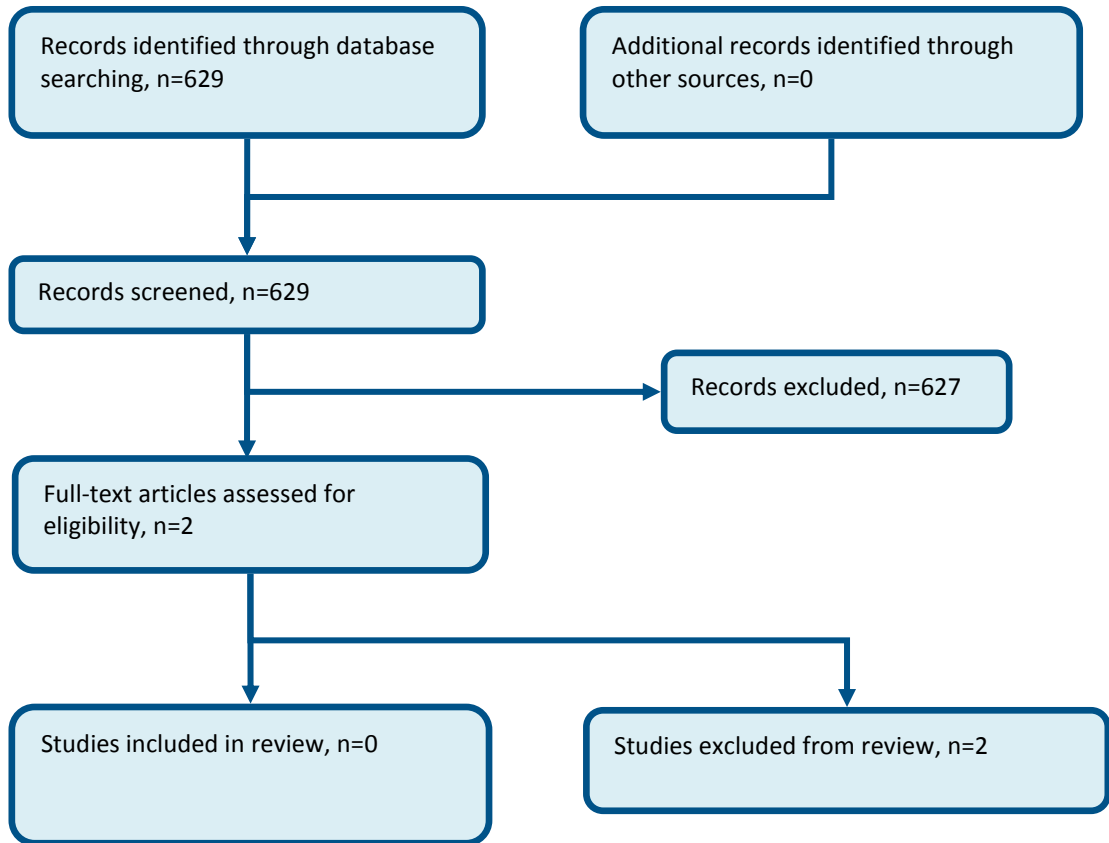 Records identified through database
searching, n=629
Additional records identified through
other sources, n=0
Records screened, n=629
Records excluded, n=627
Full-text articles assessed for
eligibility, n=2
Studies included in review, n=0
Studies excluded from review, n=2